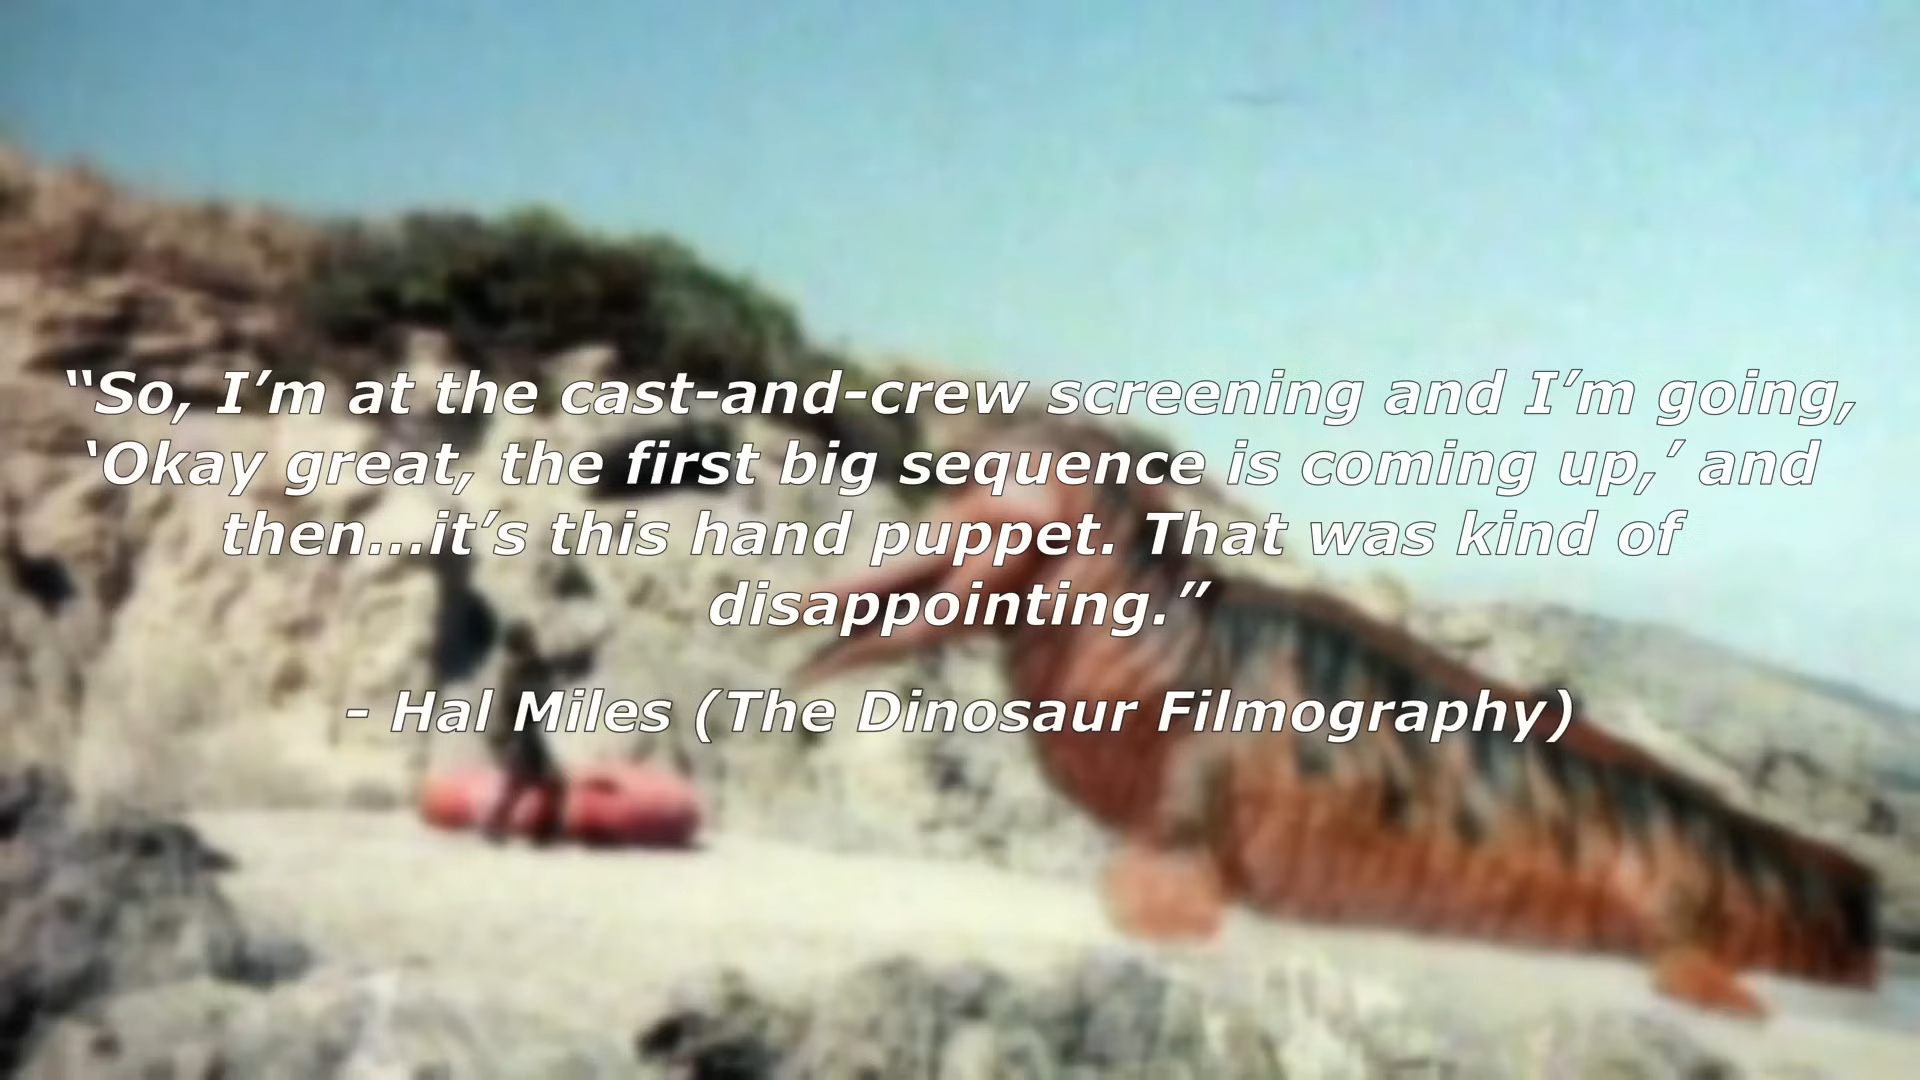 “So, I’m at the cast-and-crew screening and I’m going,
‘Okay great, the first big sequence is coming up,’ and
then...it’s this hand puppet. That was kind of
disappointing.”
- Hal Miles (The Dinosaur Filmography)